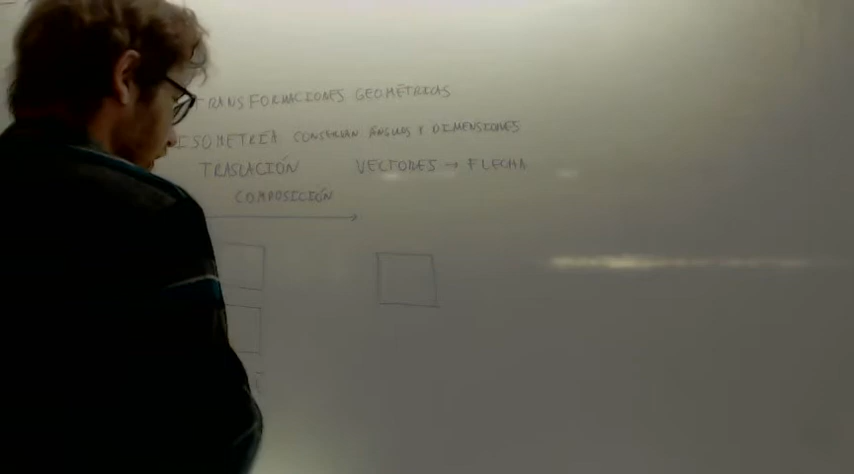 TRANSFORMACIONES GEOMÉTRICAS
ISOMETRÍA CONSERVAN ÁNGULOS Y DIMENSIONES
TRASLACIÓN VECTORES → FLECHA
COMPOSICIÓN